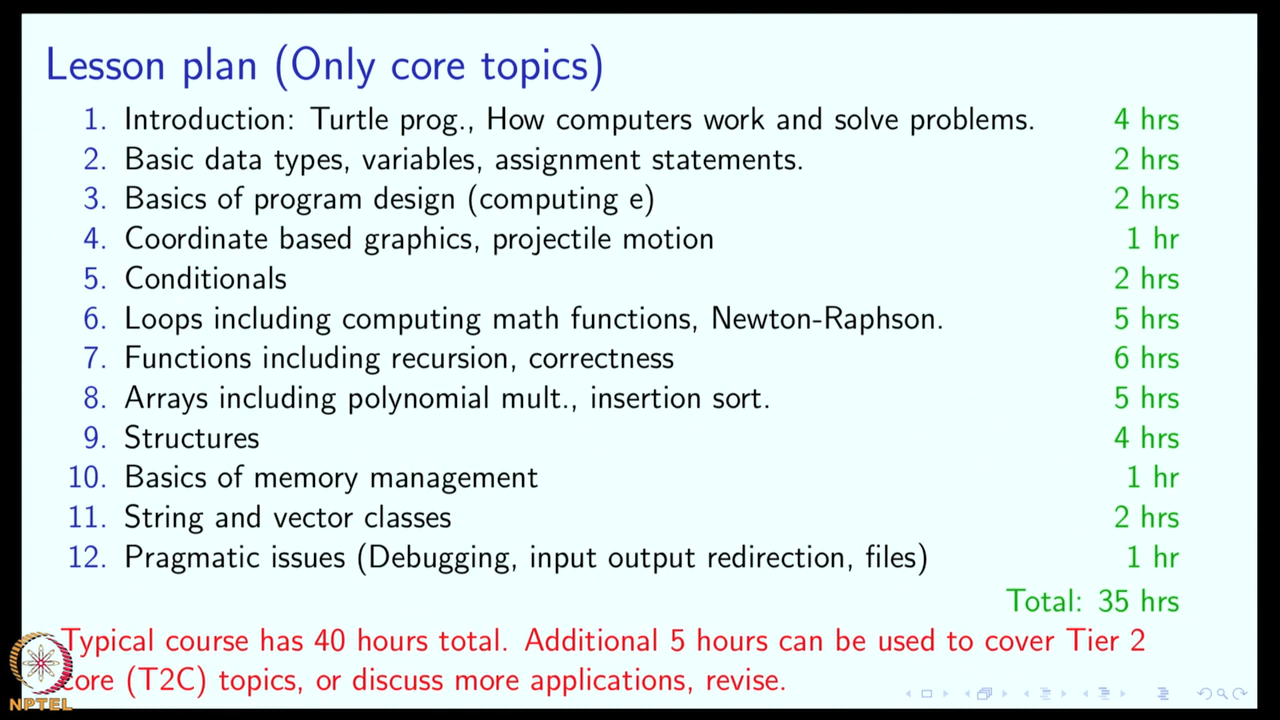 Lesson plan (Only core topics)
1. Introduction: Turtle prog., How computers work and solve problems. 4 hrs
2. Basic data types, variables, assignment statements. 2 hrs
3. Basics of program design (computing e) 2 hrs
4. Coordinate based graphics, projectile motion 1 hr
5. Conditionals 2 hrs
6. Loops including computing math functions, Newton-Raphson. 5 hrs
7. Functions including recursion, correctness 6 hrs
8. Arrays including polynomial mult., insertion sort. 5 hrs
9. Structures 4 hrs
10. Basics of memory management 1 hr
11. String and vector classes 2 hrs
12. Pragmatic issues (Debugging, input output redirection, files) 1 hr
Total: 35 hrs
Typical course has 40 hours total. Additional 5 hours can be used to cover Tier 2
core (T2C) topics, or discuss more applications, revise.
NPTEL